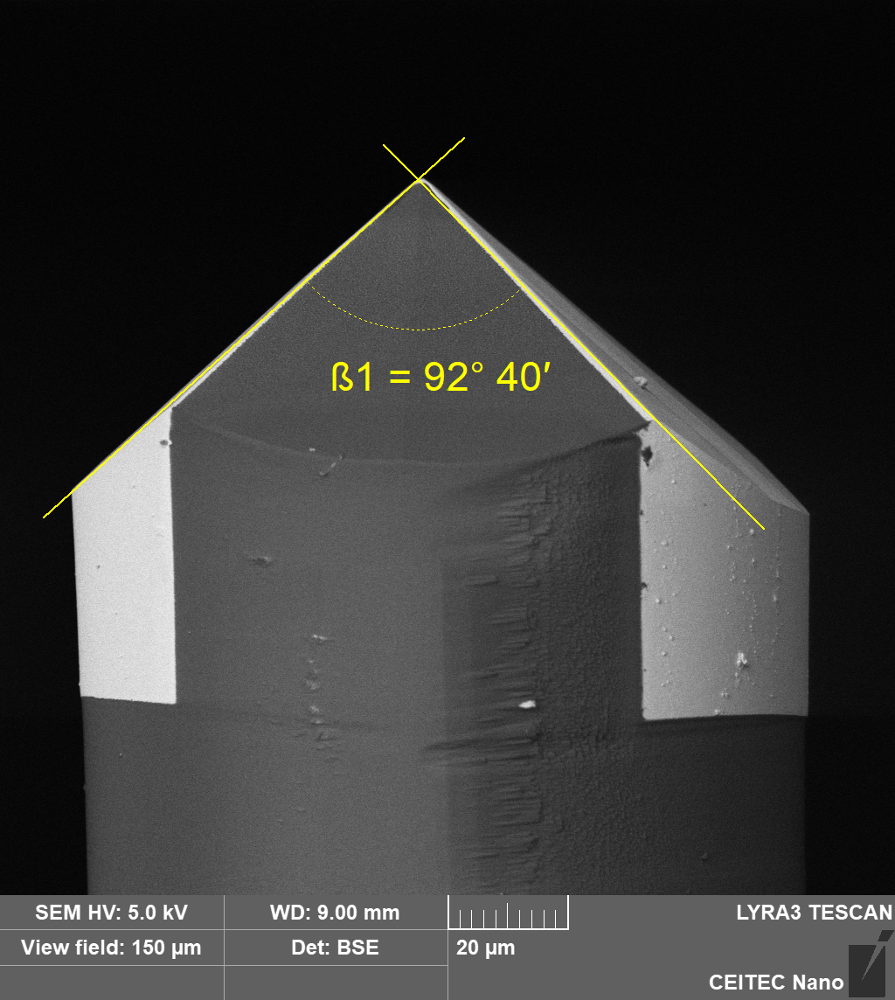 ß1 = 92° 40′
SEM HV: 5.0 kV
WD: 9.00 mm
LYRA3 TESCAN
View field: 150 µm
Det: BSE
20 µm
CEITEC Nano